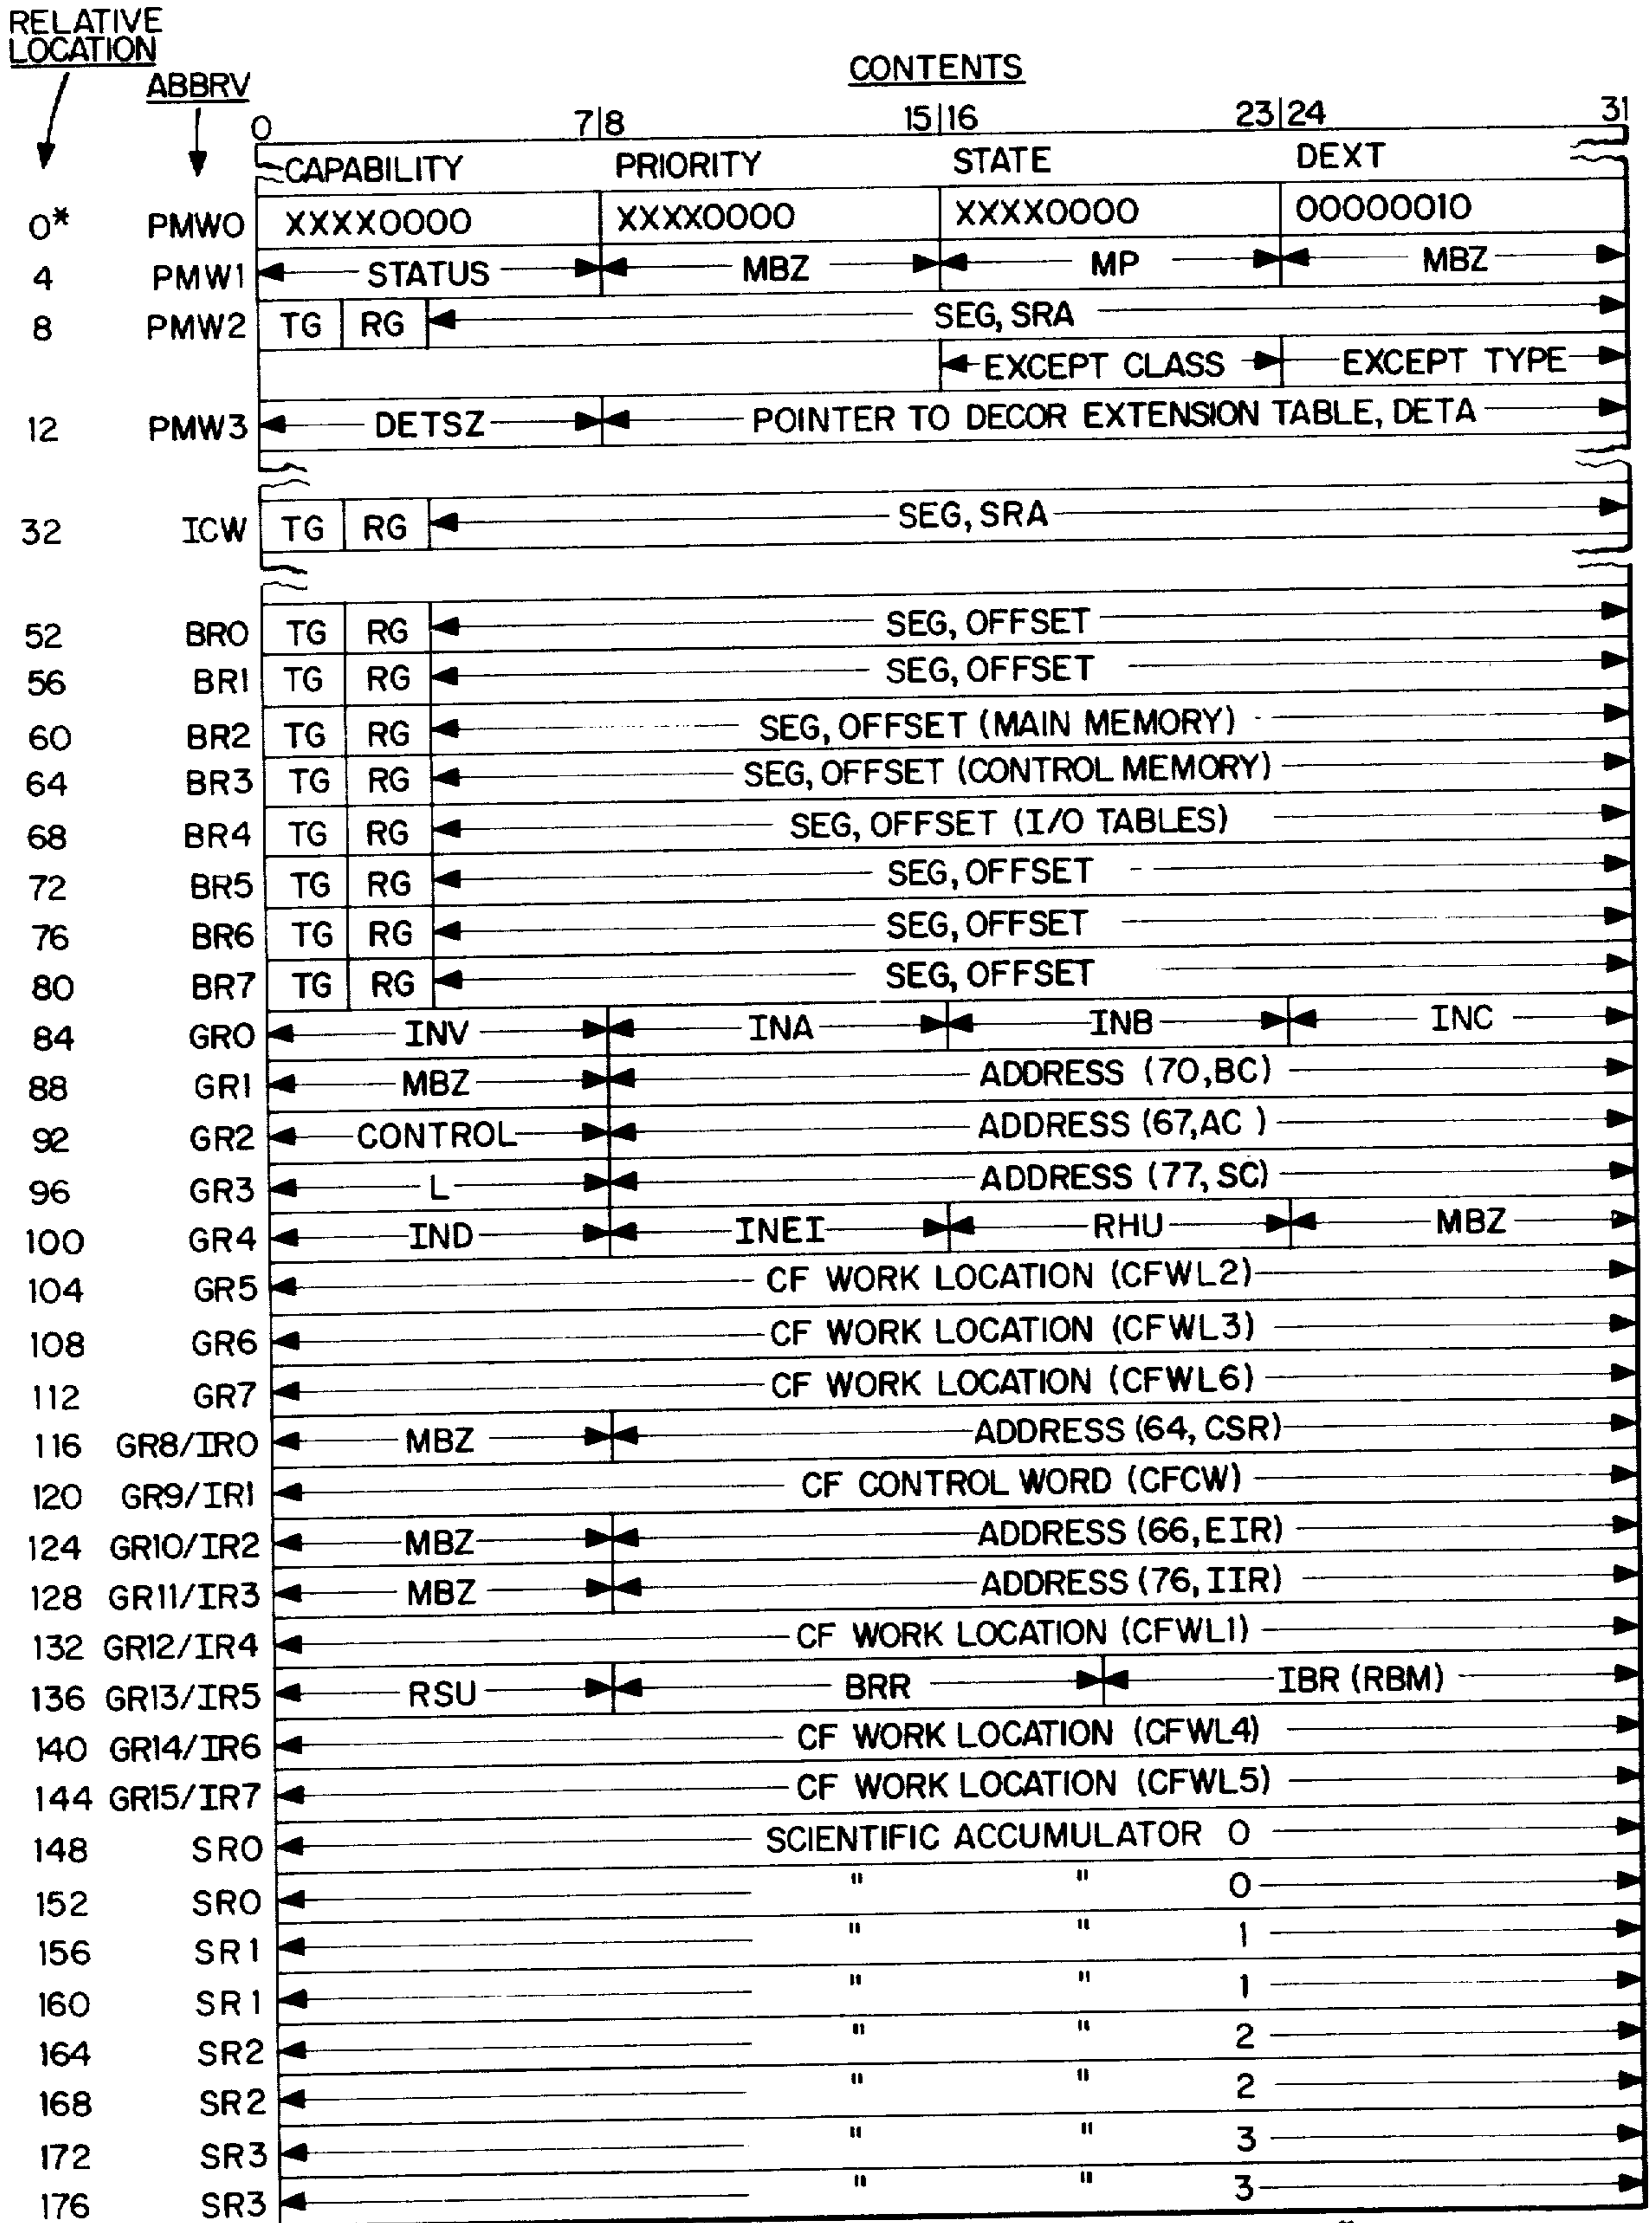 RELATIVE
LOCATION
ABBRV
CONTENTS
0 7|8 15|16 23|24 31
CAPABILITY PRIORITY STATE DEXT
0* PMW0 XXXX0000 XXXX0000 XXXX0000 00000010
4 PMW1 STATUS MBZ MP MBZ
8 PMW2 TG RG SEG, SRA
EXCEPT CLASS EXCEPT TYPE
12 PMW3 DETSZ POINTER TO DECOR EXTENSION TABLE, DETA
32 ICW TG RG SEG, SRA
52 BR0 TG RG SEG, OFFSET
56 BR1 TG RG SEG, OFFSET
60 BR2 TG RG SEG, OFFSET (MAIN MEMORY)
64 BR3 TG RG SEG, OFFSET (CONTROL MEMORY)
68 BR4 TG RG SEG, OFFSET (I/O TABLES)
72 BR5 TG RG SEG, OFFSET
76 BR6 TG RG SEG, OFFSET
80 BR7 TG RG SEG, OFFSET
84 GR0 INV INA INB INC
88 GR1 MBZ ADDRESS (70,BC)
92 GR2 CONTROL ADDRESS (67,AC )
96 GR3 L ADDRESS (77, SC)
100 GR4 IND INEI RHU MBZ
104 GR5 CF WORK LOCATION (CFWL2)
108 GR6 CF WORK LOCATION (CFWL3)
112 GR7 CF WORK LOCATION (CFWL6)
116 GR8/IR0 MBZ ADDRESS (64, CSR)
120 GR9/IR1 CF CONTROL WORD (CFCW)
124 GR10/IR2 MBZ ADDRESS (66, EIR)
128 GR11/IR3 MBZ ADDRESS (76, IIR)
132 GR12/IR4 CF WORK LOCATION (CFWL1)
136 GR13/IR5 RSU BRR IBR (RBM)
140 GR14/IR6 CF WORK LOCATION (CFWL4)
144 GR15/IR7 CF WORK LOCATION (CFWL5)
148 SR0 SCIENTIFIC ACCUMULATOR 0
152 SR0 " " 0
156 SR1 " " 1
160 SR1 " " 1
164 SR2 " " 2
168 SR2 " " 2
172 SR3 " " 3
176 SR3 " " 3